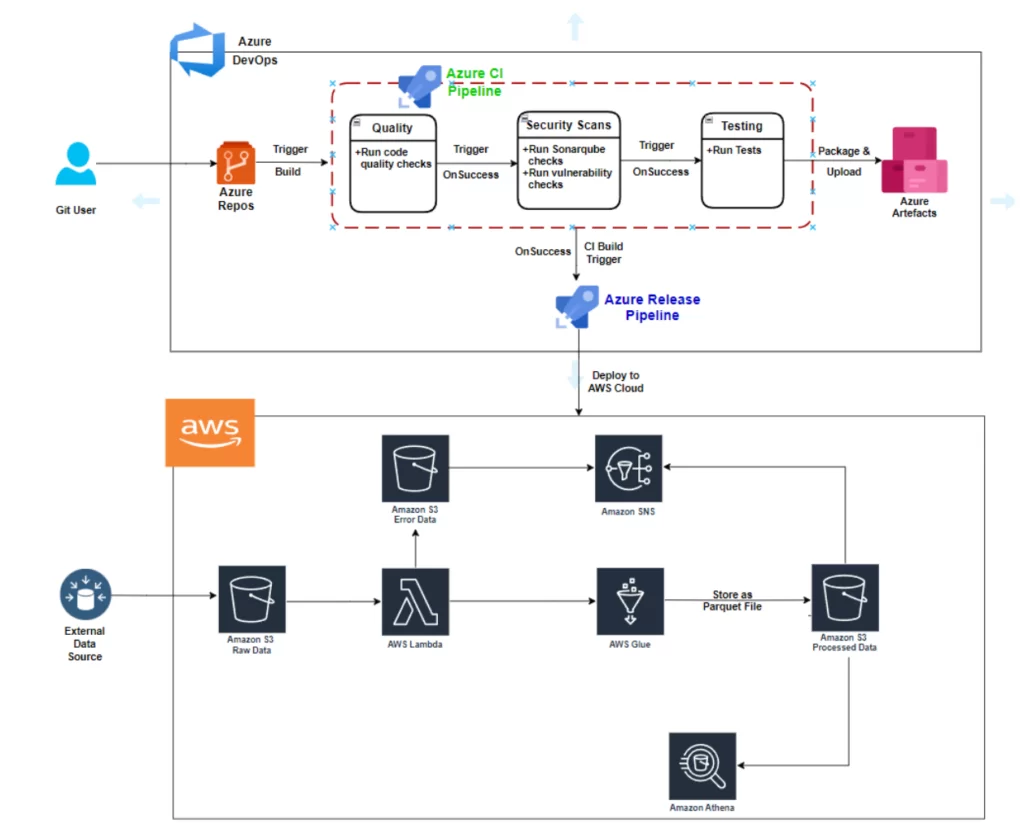 Azure
DevOps
Azure CI
Pipeline
Quality
+Run code
quality checks
Trigger
OnSuccess
Security Scans
+Run Sonarqube
checks
+Run vulnerability
checks
Trigger
OnSuccess
Testing
+Run Tests
Package &
Upload
Azure
Artefacts
Git User
Trigger
Build
Azure
Repos
OnSuccess
CI Build
Trigger
Azure Release
Pipeline
Deploy to
AWS Cloud
aws
Amazon S3
Error Data
Amazon SNS
External
Data
Source
Amazon S3
Raw Data
AWS Lambda
AWS Glue
Store as
Parquet File
Amazon S3
Processed Data
Amazon Athena